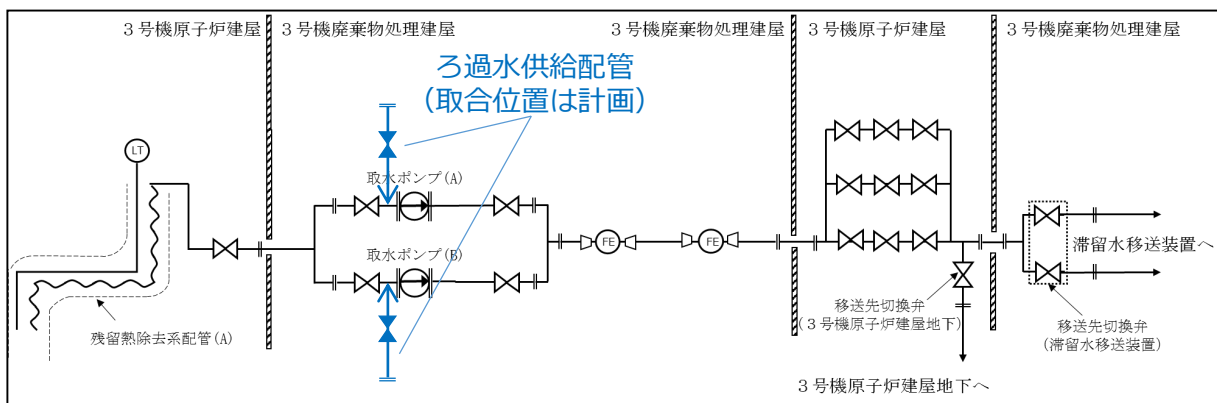 ３号機原子炉建屋
３号機廃棄物処理建屋
３号機廃棄物処理建屋
３号機原子炉建屋
３号機廃棄物処理建屋
ろ過水供給配管
（取合位置は計画）
LT
取水ポンプ(A)
FE
FE
取水ポンプ(B)
滞留水移送装置へ
移送先切換弁
(３号機原子炉建屋地下)
移送先切換弁
(滞留水移送装置)
残留熱除去系配管(A)
３号機原子炉建屋地下へ